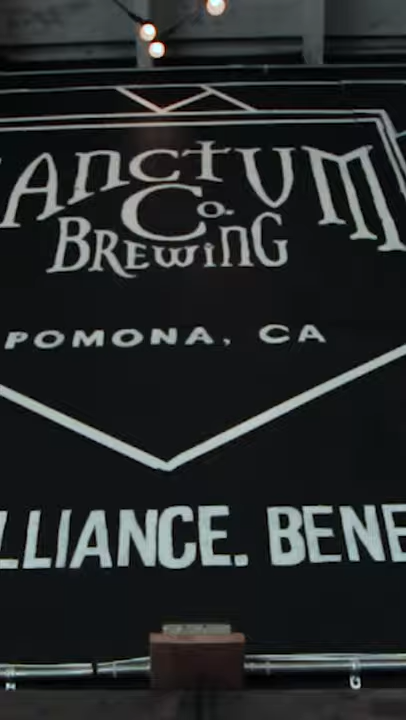 ANCTUM
Co.
BREWING
POMONA, CA
LLIANCE. BENE